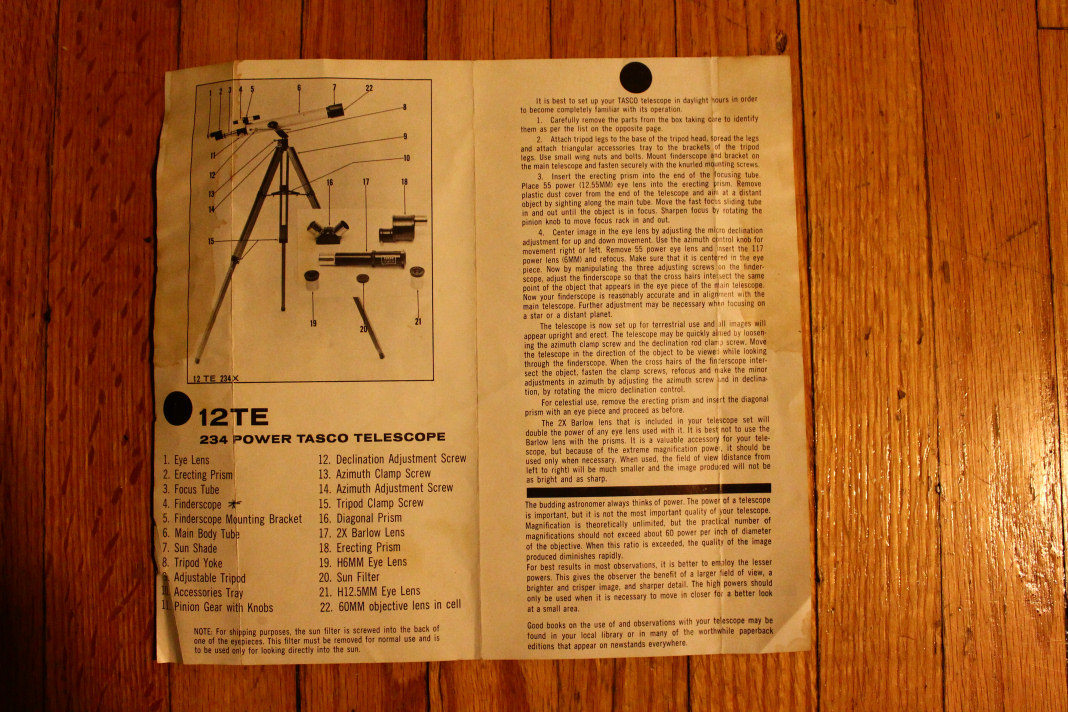 1 2 3 4 5 6 7 22
8
9
10
11
12
13
14
15
16 17 18
19
20
21
12 TE 234 X
12TE
234 POWER TASCO TELESCOPE
1. Eye Lens
2. Erecting Prism
3. Focus Tube
4. Finderscope
5. Finderscope Mounting Bracket
6. Main Body Tube
7. Sun Shade
8. Tripod Yoke
9. Adjustable Tripod
Accessories Tray
11. Pinion Gear with Knobs
12. Declination Adjustment Screw
13. Azimuth Clamp Screw
14. Azimuth Adjustment Screw
15. Tripod Clamp Screw
16. Diagonal Prism
17. 2X Barlow Lens
18. Erecting Prism
19. H6MM Eye Lens
20. Sun Filter
21. H12.5MM Eye Lens
22. 60MM objective lens in cell
NOTE: For shipping purposes, the sun filter is screwed into the back of
one of the eyepieces. This filter must be removed for normal use and is
to be used only for looking directly into the sun.
It is best to set up your TASCO telescope in daylight hours in order
to become completely familiar with its operation.
1. Carefully remove the parts from the box taking care to identify
them as per the list on the opposite page.
2. Attach tripod legs to the base of the tripod head, spread the legs
and attach triangular accessories tray to the brackets of the tripod
legs. Use small wing nuts and bolts. Mount finderscope and bracket on
the main telescope and fasten securely with the knurled mounting screws.
3. Insert the erecting prism into the end of the focusing tube.
Place 55 power (12.55MM) eye lens into the erecting prism. Remove
plastic dust cover from the end of the telescope and aim at a distant
object by sighting along the main tube. Move the fast focus sliding tube
in and out until the object is in focus. Sharpen focus by rotating the
pinion knob to move focus rack in and out.
4. Center image in the eye lens by adjusting the micro declination
adjustment for up and down movement. Use the azimuth control knob for
movement right or left. Remove 55 power eye lens and insert the 117
power lens (6MM) and refocus. Make sure that it is centered in the eye
piece. Now by manipulating the three adjusting screws on the finder-
scope, adjust the finderscope so that the cross hairs intersect the same
point of the object that appears in the eye piece of the main telescope.
Now your finderscope is reasonably accurate and in alignment with the
main telescope. Further adjustment may be necessary when focusing on
a star or a distant planet.
The telescope is now set up for terrestrial use and all images will
appear upright and erect. The telescope may be quickly aimed by loosen-
ing the azimuth clamp screw and the declination rod clamp screw. Move
the telescope in the direction of the object to be viewed while looking
through the finderscope. When the cross hairs of the finderscope inter-
sect the object, fasten the clamp screws, refocus and make the minor
adjustments in azimuth by adjusting the azimuth screw and in declina-
tion, by rotating the micro declination control.
For celestial use, remove the erecting prism and insert the diagonal
prism with an eye piece and proceed as before.
The 2X Barlow lens that is included in your telescope set will
double the power of any eye lens used with it. It is best not to use the
Barlow lens with the prisms. It is a valuable accessory for your tele-
scope, but because of the extreme magnification power, it should be
used only when necessary. When used, the field of view (distance from
left to right) will be much smaller and the image produced will not be
as bright and as sharp.
The budding astronomer always thinks of power. The power of a telescope
is important, but it is not the most important quality of your telescope.
Magnification is theoretically unlimited, but the practical number of
magnifications should not exceed about 60 power per inch of diameter
of the objective. When this ratio is exceeded, the quality of the image
produced diminishes rapidly.
For best results in most observations, it is better to employ the lesser
powers. This gives the observer the benefit of a larger field of view, a
brighter and crisper image, and sharper detail. The high powers should
only be used when it is necessary to move in closer for a better look
at a small area.
Good books on the use of and observations with your telescope may be
found in your local library or in many of the worthwhile paperback
editions that appear on newstands everywhere.